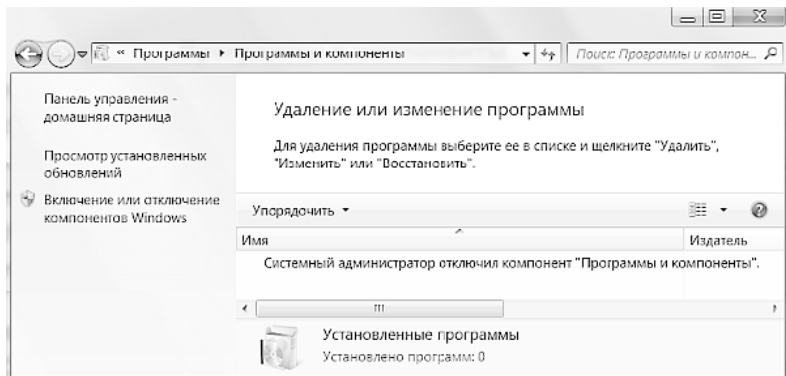 « Программы ▸ Программы и компоненты
Поиск: Программы и компон...
Панель управления -
домашняя страница
Просмотр установленных
обновлений
Включение или отключение
компонентов Windows
Удаление или изменение программы
Для удаления программы выберите ее в списке и щелкните "Удалить",
"Изменить" или "Восстановить".
Упорядочить
Имя Издатель
Системный администратор отключил компонент "Программы и компоненты".
Установленные программы
Установлено программ: 0